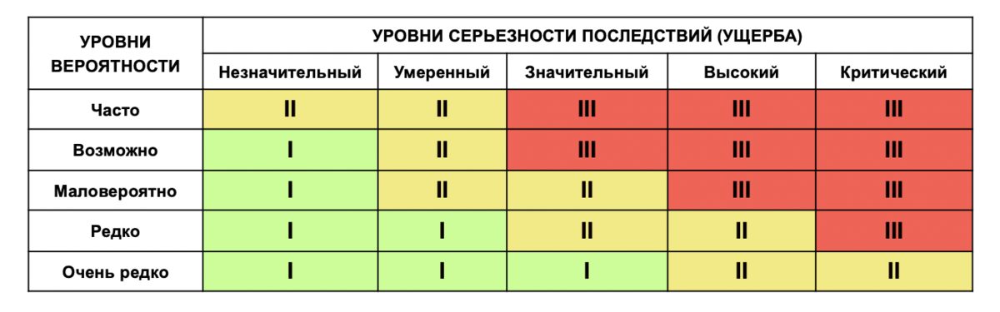 УРОВНИ
ВЕРОЯТНОСТИ
УРОВНИ СЕРЬЕЗНОСТИ ПОСЛЕДСТВИЙ (УЩЕРБА)
Незначительный Умеренный Значительный Высокий Критический
Часто II II III III III
Возможно I II III III III
Маловероятно I II II III III
Редко I I II II III
Очень редко I I I II II